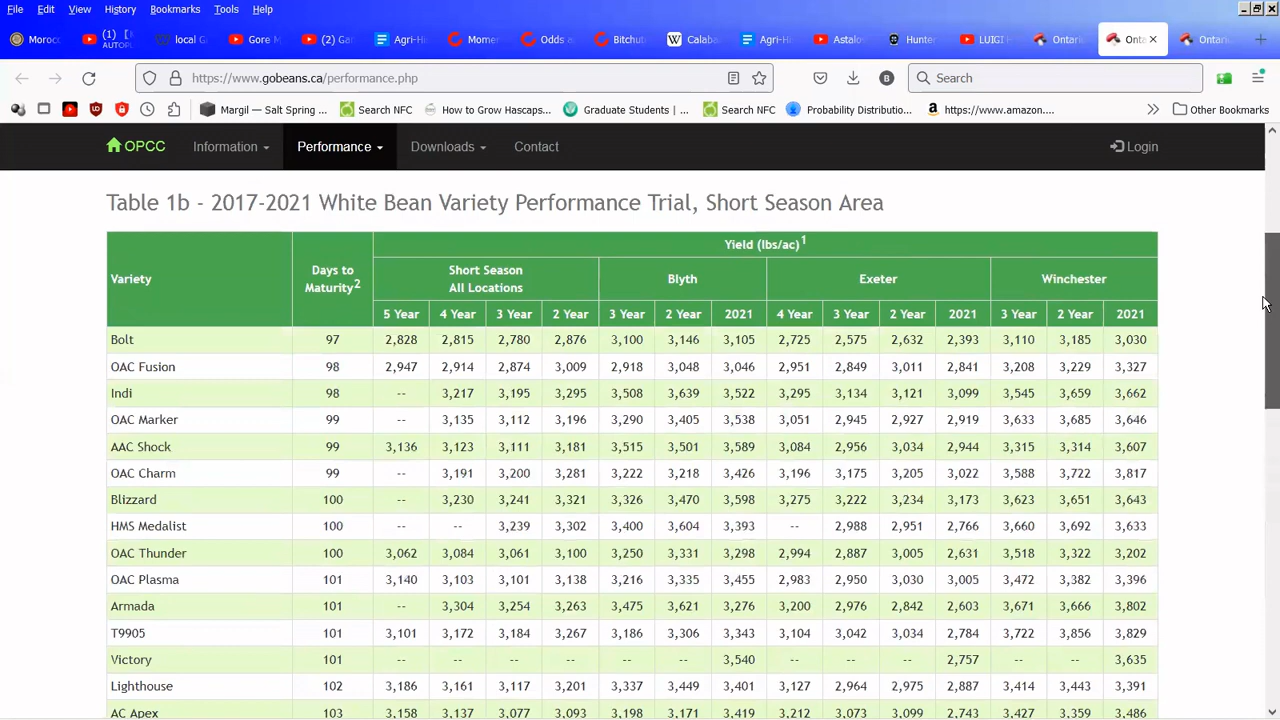 File Edit View History Bookmarks Tools Help
Moroc (1) [ AUTOPL local G Gore M (2) Ga Agri-Hi Mome Odds a Bitchut Calaba Agri-Hi Astalos Hunter LUIGI H Ontari Onta Ontari
https://www.gobeans.ca/performance.php Search
Margil — Salt Spring ... Search NFC How to Grow Hascaps... Graduate Students | ... Search NFC Probability Distributio... https://www.amazon.... Other Bookmarks
OPCC Information Performance Downloads Contact Login
Table 1b - 2017-2021 White Bean Variety Performance Trial, Short Season Area
Variety Days to Maturity2 Yield (lbs/ac)1
Short Season All Locations Blyth Exeter Winchester
5 Year 4 Year 3 Year 2 Year 3 Year 2 Year 2021 4 Year 3 Year 2 Year 2021 3 Year 2 Year 2021
Bolt 97 2,828 2,815 2,780 2,876 3,100 3,146 3,105 2,725 2,575 2,632 2,393 3,110 3,185 3,030
OAC Fusion 98 2,947 2,914 2,874 3,009 2,918 3,048 3,046 2,951 2,849 3,011 2,841 3,208 3,229 3,327
Indi 98 -- 3,217 3,195 3,295 3,508 3,639 3,522 3,295 3,134 3,121 3,099 3,545 3,659 3,662
OAC Marker 99 -- 3,135 3,112 3,196 3,290 3,405 3,538 3,051 2,945 2,927 2,919 3,633 3,685 3,646
AAC Shock 99 3,136 3,123 3,111 3,181 3,515 3,501 3,589 3,084 2,956 3,034 2,944 3,315 3,314 3,607
OAC Charm 99 -- 3,191 3,200 3,281 3,222 3,218 3,426 3,196 3,175 3,205 3,022 3,588 3,722 3,817
Blizzard 100 -- 3,230 3,241 3,321 3,326 3,470 3,598 3,275 3,222 3,234 3,173 3,623 3,651 3,643
HMS Medalist 100 -- -- 3,239 3,302 3,400 3,604 3,393 -- 2,988 2,951 2,766 3,660 3,692 3,633
OAC Thunder 100 3,062 3,084 3,061 3,100 3,250 3,331 3,298 2,994 2,887 3,005 2,631 3,518 3,322 3,202
OAC Plasma 101 3,140 3,103 3,101 3,138 3,216 3,335 3,455 2,983 2,950 3,030 3,005 3,472 3,382 3,396
Armada 101 -- 3,304 3,254 3,263 3,475 3,621 3,276 3,200 2,976 2,842 2,603 3,671 3,666 3,802
T9905 101 3,101 3,172 3,184 3,267 3,186 3,306 3,343 3,104 3,042 3,034 2,784 3,722 3,856 3,829
Victory 101 -- -- -- -- -- -- 3,540 -- -- -- 2,757 -- -- 3,635
Lighthouse 102 3,186 3,161 3,117 3,201 3,337 3,449 3,401 3,127 2,964 2,975 2,887 3,414 3,443 3,391
AC Apex 103 3,158 3,137 3,077 3,093 3,198 3,171 3,419 3,212 3,073 3,099 2,743 3,427 3,359 3,486